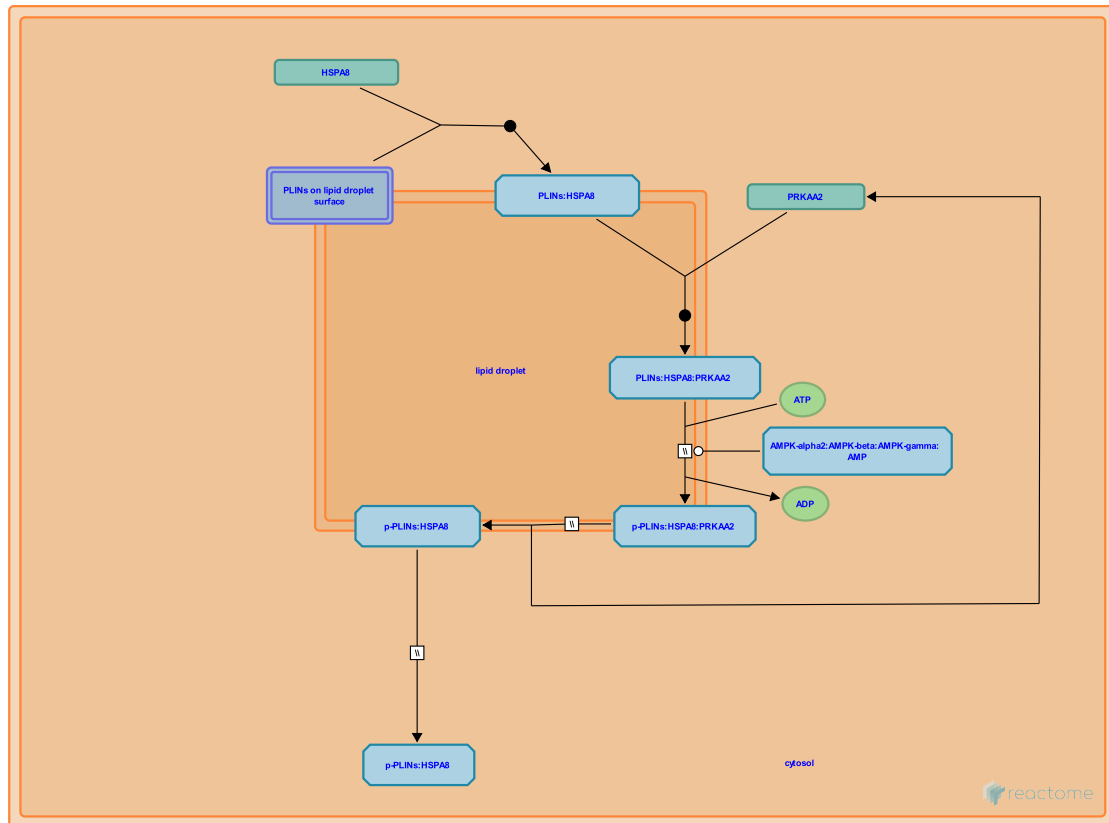 HSPA8
PLINs on lipid droplet
surface
PLINs:HSPA8
PRKAA2
lipid droplet
PLINs:HSPA8:PRKAA2
ATP
AMPK-alpha2:AMPK-beta:AMPK-gamma:
AMP
\\
ADP
p-PLINs:HSPA8
\\
p-PLINs:HSPA8:PRKAA2
\\
p-PLINs:HSPA8
cytosol
reactome